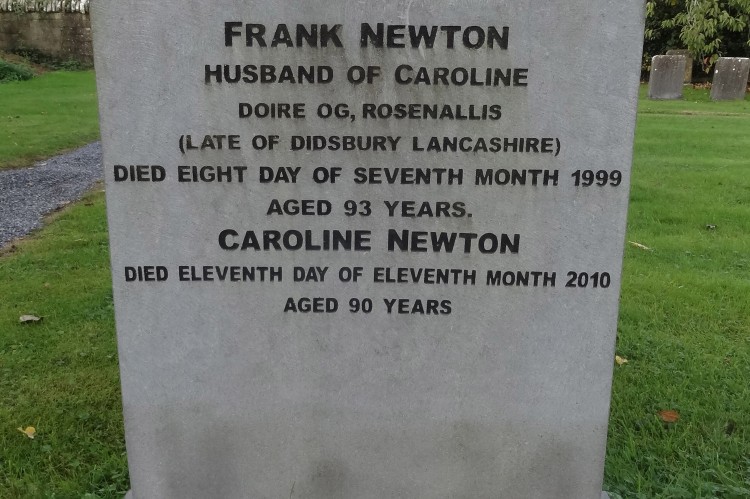 FRANK NEWTON
HUSBAND OF CAROLINE
DOIRE OG, ROSENALLIS
(LATE OF DIDSBURY LANCASHIRE)
DIED EIGHT DAY OF SEVENTH MONTH 1999
AGED 93 YEARS.
CAROLINE NEWTON
DIED ELEVENTH DAY OF ELEVENTH MONTH 2010
AGED 90 YEARS